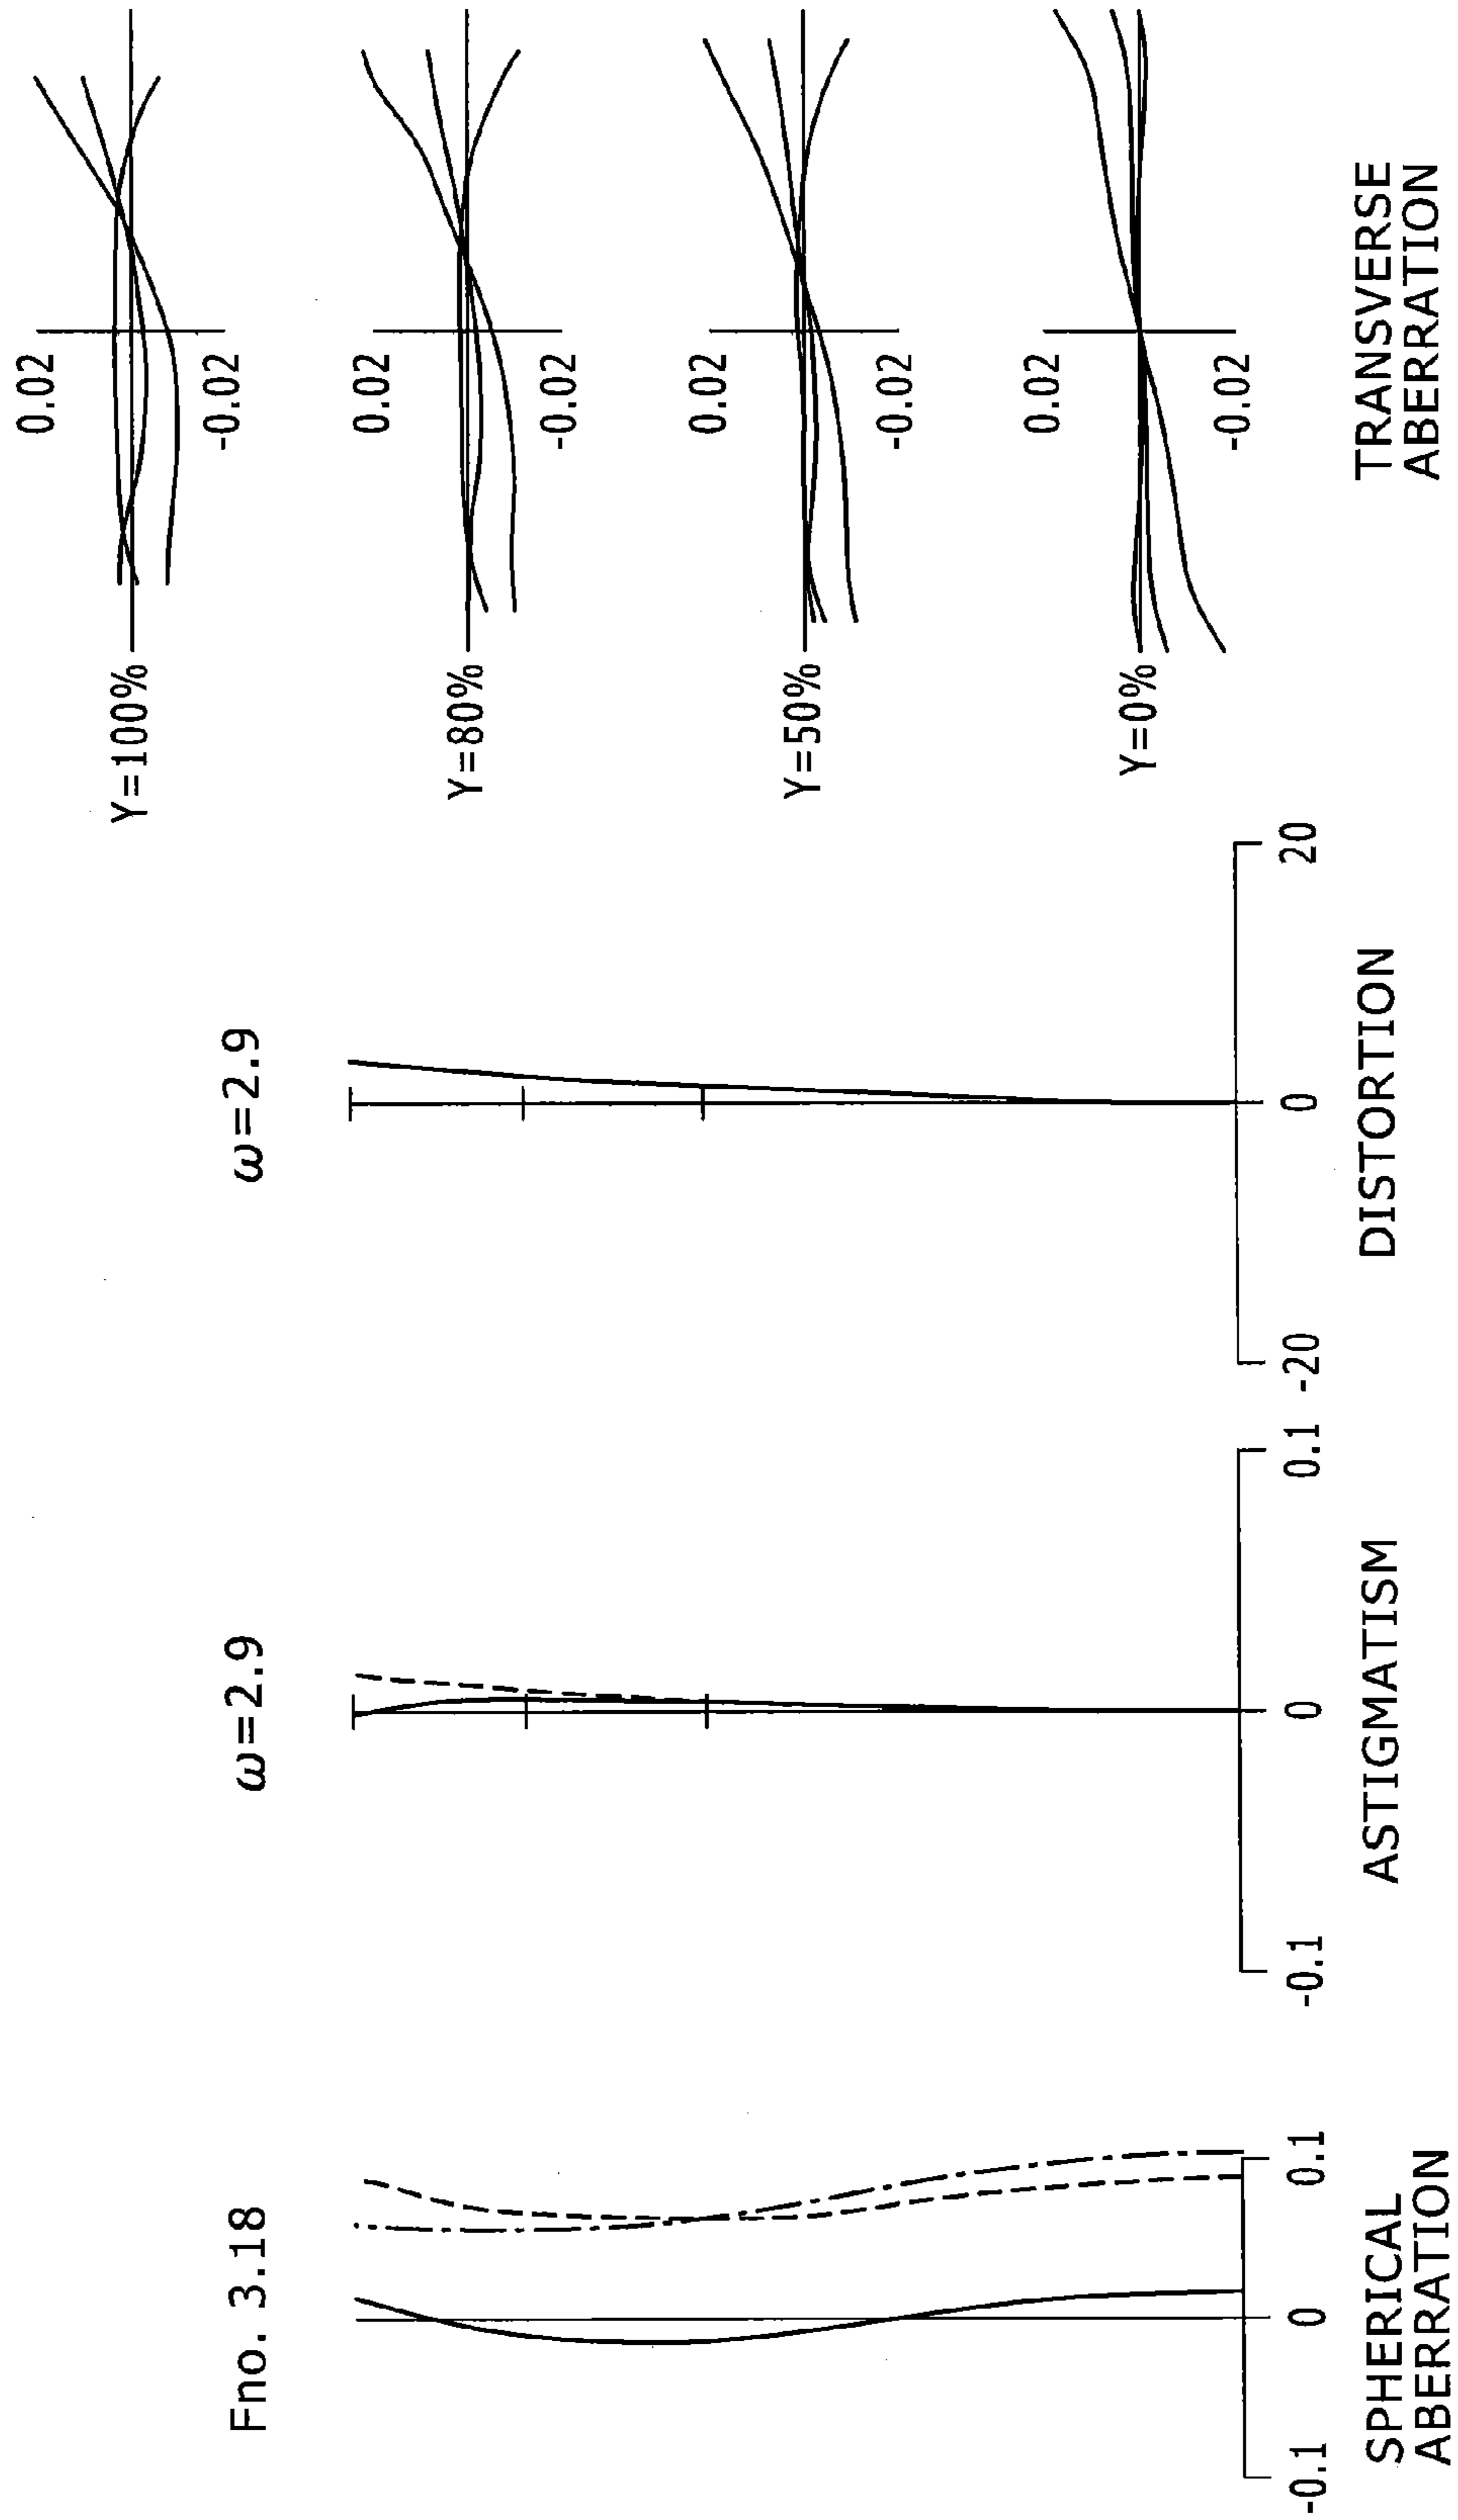 Fno. 3.18
-0.1
0
0.1
SPHERICAL
ABERRATION
ω=2.9
-0.1
0
0.1
ASTIGMATISM
ω=2.9
-20
0
20
DISTORTION
Y=100%
0.02
-0.02
Y=80%
0.02
-0.02
Y=50%
0.02
-0.02
Y=0%
0.02
-0.02
TRANSVERSE
ABERRATION